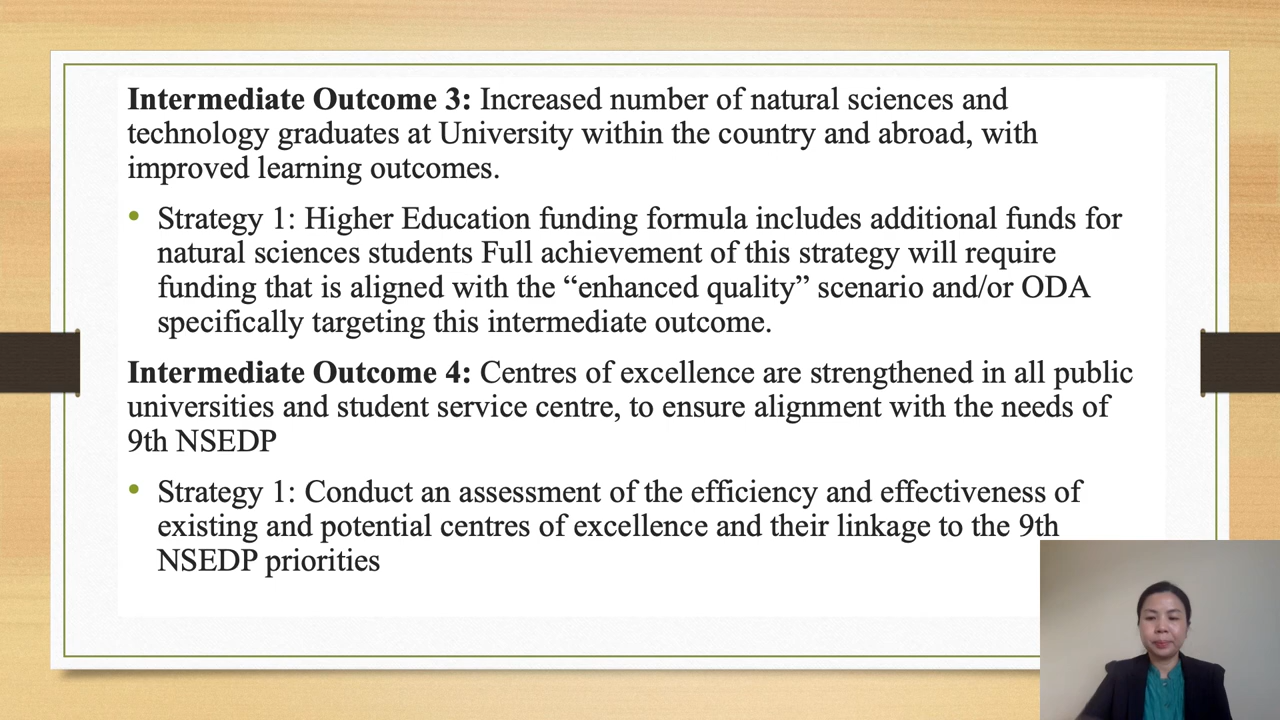 Intermediate Outcome 3: Increased number of natural sciences and
technology graduates at University within the country and abroad, with
improved learning outcomes.
• Strategy 1: Higher Education funding formula includes additional funds for
natural sciences students Full achievement of this strategy will require
funding that is aligned with the “enhanced quality” scenario and/or ODA
specifically targeting this intermediate outcome.
Intermediate Outcome 4: Centres of excellence are strengthened in all public
universities and student service centre, to ensure alignment with the needs of
9th NSEDP
• Strategy 1: Conduct an assessment of the efficiency and effectiveness of
existing and potential centres of excellence and their linkage to the 9th
NSEDP priorities